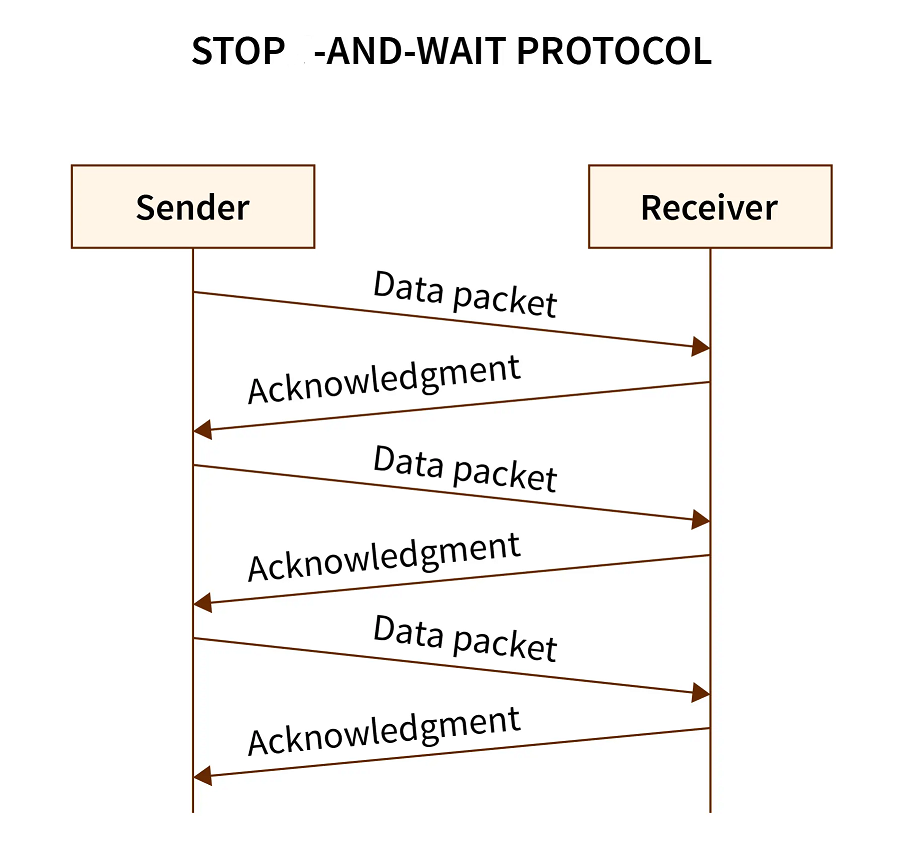 STOP -AND-WAIT PROTOCOL
Sender
Receiver
Data packet
Acknowledgment
Data packet
Acknowledgment
Data packet
Acknowledgment